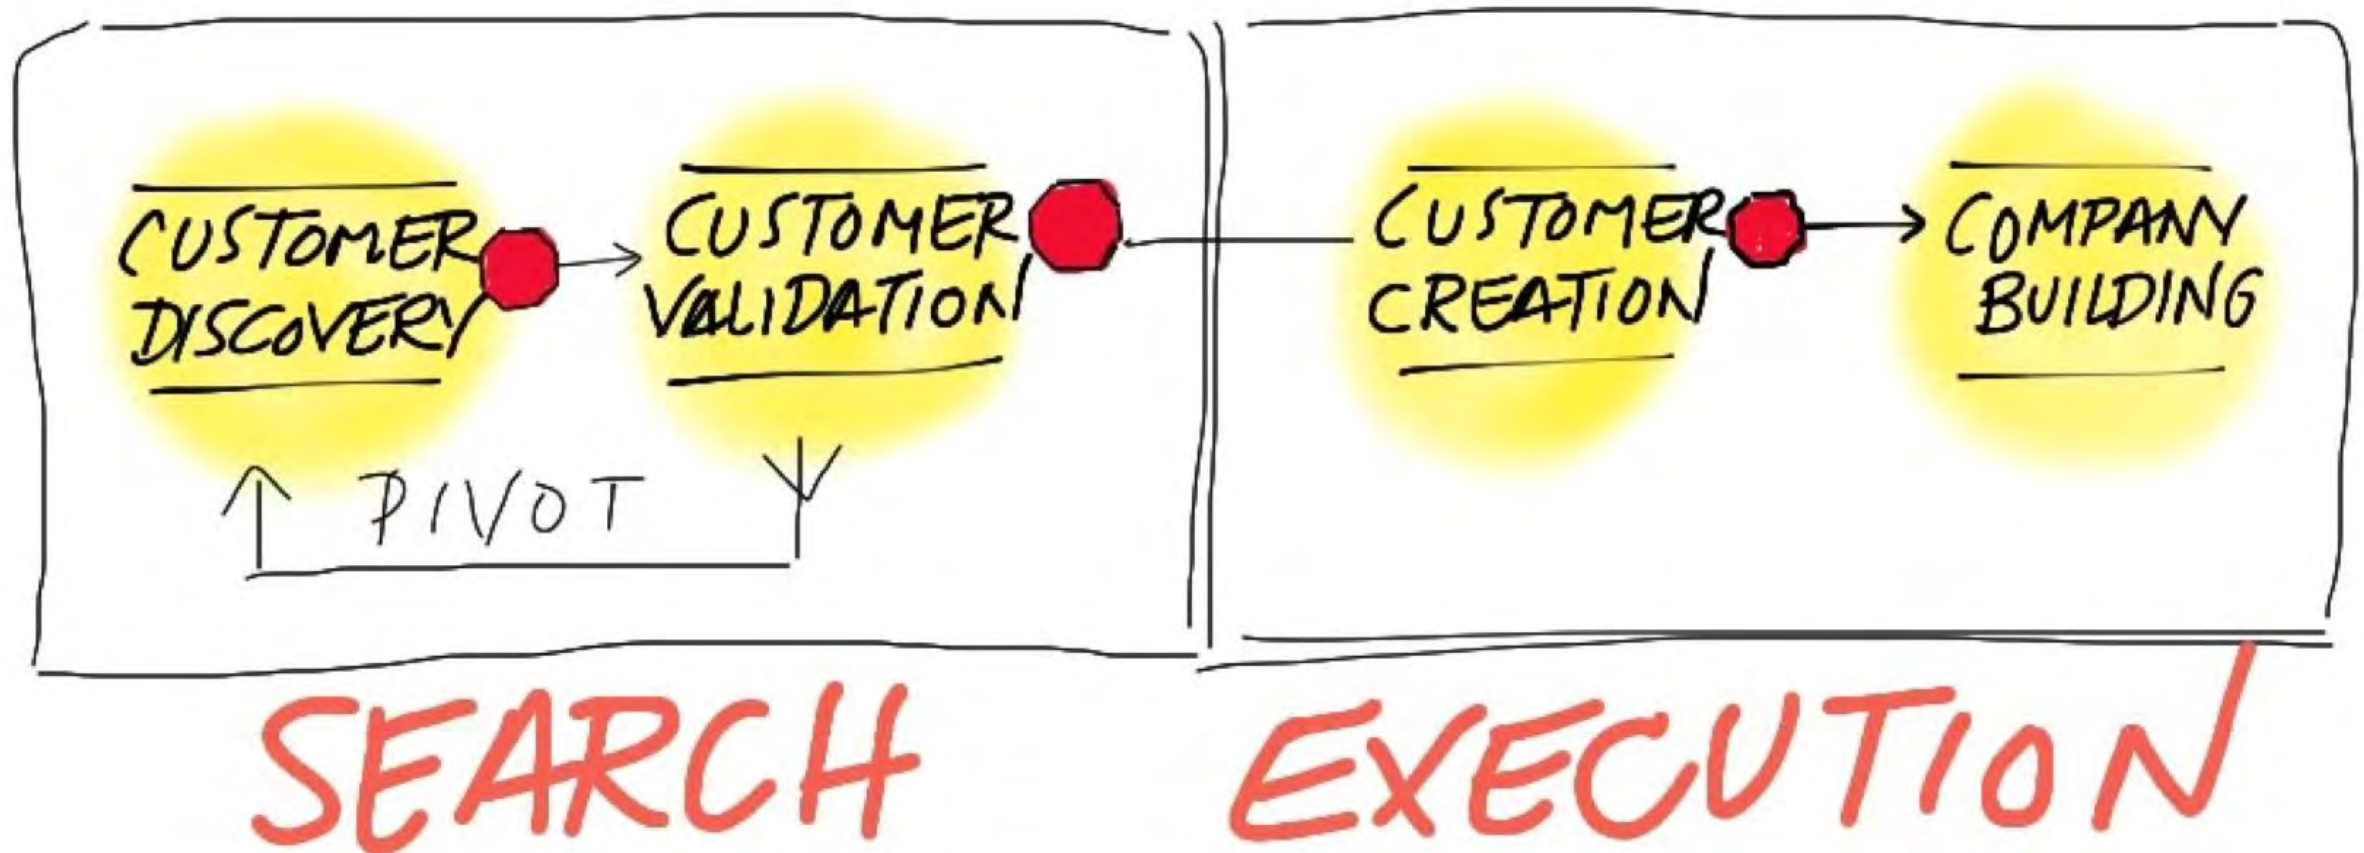 CUSTOMER
DISCOVERY
CUSTOMER
VALIDATION
CUSTOMER
CREATION
COMPANY
BUILDING
PIVOT
SEARCH
EXECUTION